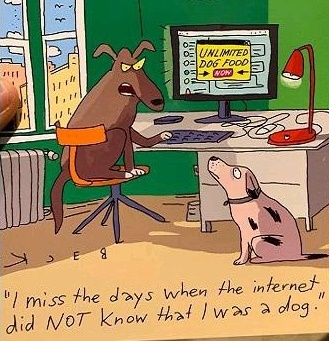 UNLIMITED
DOG FOOD
NOW
B E C K
"I miss the days when the internet
did NOT know that I was a dog."